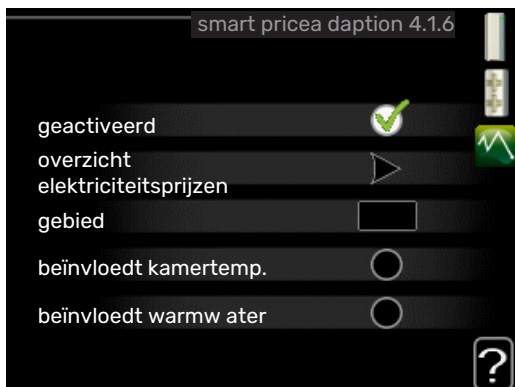 smart pricea daption 4.1.6
geactiveerd
overzicht
elektriciteitsprijzen
gebied
beïnvloedt kamertemp.
beïnvloedt warmw ater
?